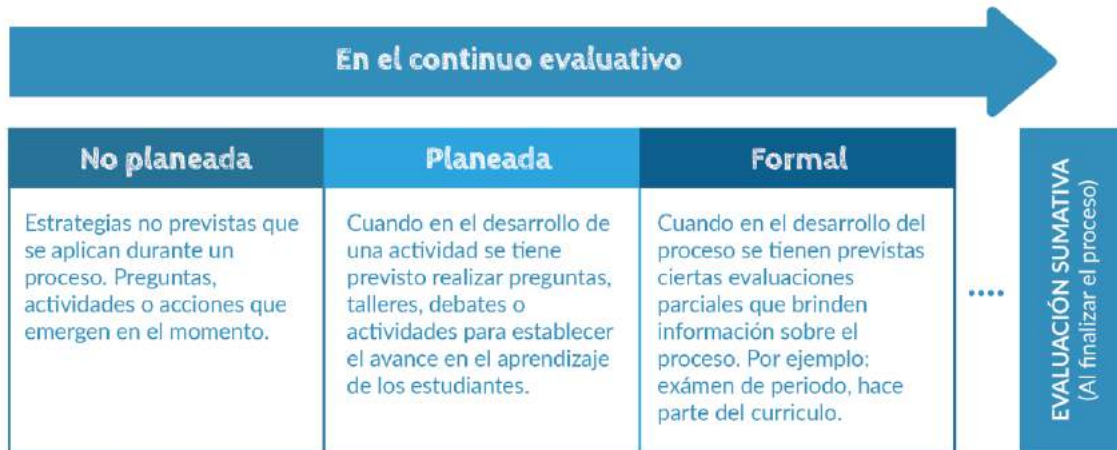 En el continuo evaluativo
No planeada
Estrategias no previstas que
se aplican durante un
proceso. Preguntas,
actividades o acciones que
emergen en el momento.
Planeada
Cuando en el desarrollo de
una actividad se tiene
previsto realizar preguntas,
talleres, debates o
actividades para establecer
el avance en el aprendizaje
de los estudiantes.
Formal
Cuando en el desarrollo del
proceso se tienen previstas
ciertas evaluaciones
parciales que brinden
información sobre el
proceso. Por ejemplo:
exámen de periodo, hace
parte del curriculo.
....
EVALUACIÓN SUMATIVA
(Al finalizar el proceso)